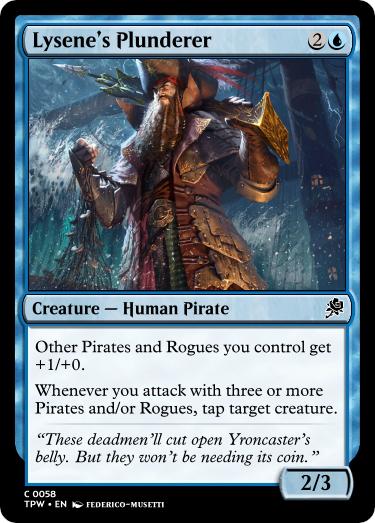 Lysene's Plunderer 2
Creature — Human Pirate
Other Pirates and Rogues you control get
+1/+0.
Whenever you attack with three or more
Pirates and/or Rogues, tap target creature.
"These deadmen'll cut open Yroncaster's
belly. But they won't be needing its coin."
2/3
C 0058
TPW • EN FEDERICO-MUSETTI